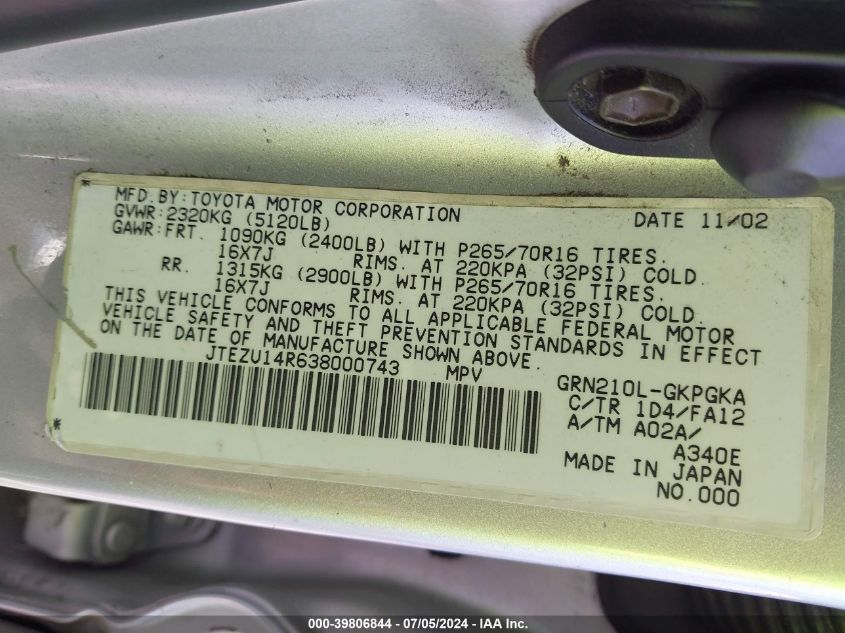 MFD.BY:TOYOTA MOTOR CORPORATION DATE 11/02
GVWR:2320KG (5120LB)
GAWR:FRT. 1090KG (2400LB) WITH P265/70R16 TIRES.
16X7J RIMS. AT 220KPA (32PSI) COLD.
RR. 1315KG (2900LB) WITH P265/70R16 TIRES.
16X7J RIMS. AT 220KPA (32PSI) COLD.
THIS VEHICLE CONFORMS TO ALL APPLICABLE FEDERAL MOTOR
VEHICLE SAFETY AND THEFT PREVENTION STANDARDS IN EFFECT
ON THE DATE OF MANUFACTURE SHOWN ABOVE.
JTEZU14R638000743 MPV GRN210L-GKPGKA
C/TR 1D4/FA12
A/TM A02A/
A340E
MADE IN JAPAN
NO.000
000-39806844 - 07/05/2024 - IAA Inc.